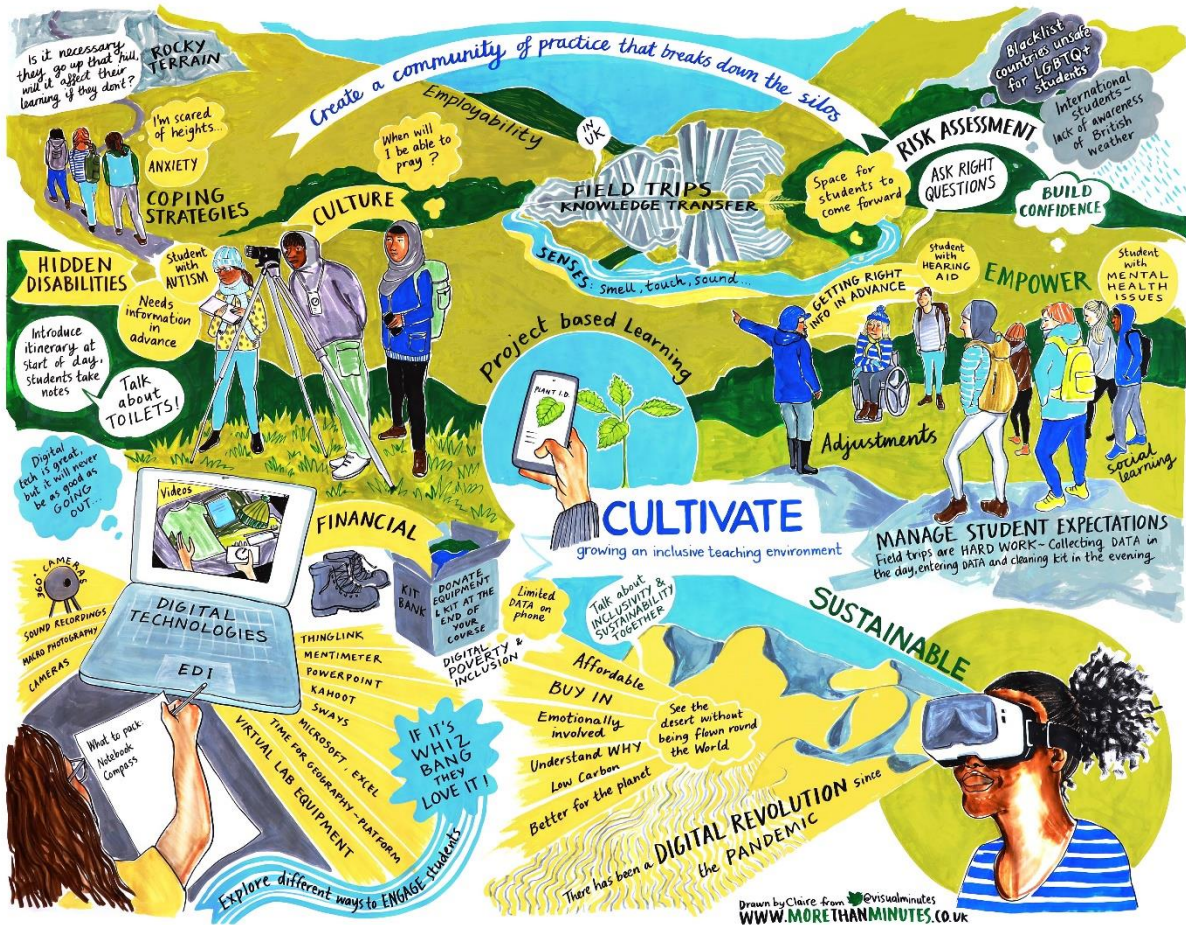 Is it necessary
they go up that hill,
will it affect their
learning if they don't?
ROCKY
TERRAIN
I'm scared
of heights...
ANXIETY
COPING
STRATEGIES
Create a community of practice that breaks down the silos
Employability
When will
I be able to
pray?
CULTURE
IN
UK
FIELD TRIPS
KNOWLEDGE TRANSFER
SENSES: smell, touch, sound...
Space for
students to
come forward
RISK ASSESSMENT
Blacklist
countries unsafe
for LGBTQ+
students
International
students~
lack of awareness
of British
weather
ASK RIGHT
QUESTIONS
BUILD
CONFIDENCE
HIDDEN
DISABILITIES
Student
with
AUTISM
Needs
information
in
advance
Introduce
itinerary at
start of day,
students take
notes
Talk
about
TOILETS!
Project based Learning
PLANT I.D.
GETTING RIGHT
INFO IN ADVANCE
Student
with
HEARING
AID
EMPOWER
Student
with
MENTAL
HEALTH
ISSUES
Adjustments
social
learning
CULTIVATE
growing an inclusive teaching environment
MANAGE STUDENT EXPECTATIONS
Field trips are HARD WORK~ Collecting DATA in
the day, entering DATA and cleaning kit in the evening
Digital
tech is great,
but it will never
be as good as
GOING
OUT...
Videos
FINANCIAL
KIT
BANK
DONATE
EQUIPMENT
& KIT AT THE
END OF
YOUR
COURSE
Limited
DATA on
phone
DIGITAL
POVERTY &
INCLUSION
Talk about
INCLUSIVITY &
SUSTAINABILITY
TOGETHER
SUSTAINABLE
360° CAMERAS
SOUND RECORDINGS
MACRO PHOTOGRAPHY
CAMERAS
DIGITAL
TECHNOLOGIES
EDI
THINGLINK
MENTIMETER
POWERPOINT
KAHOOT
SWAYS
MICROSOFT, EXCEL
TIME FOR GEOGRAPHY ~ PLATFORM
VIRTUAL LAB EQUIPMENT
What to pack:
Notebook
Compass
IF IT'S
WHIZ
BANG
THEY
LOVE IT!
Explore different ways to ENGAGE students
Affordable
BUY IN
Emotionally
involved
Understand WHY
Low Carbon
Better for the planet
See the
desert without
being flown round
the World
There has been a DIGITAL REVOLUTION since
the PANDEMIC
Drawn by Claire from @visualminutes
WWW.MORETHANMINUTES.CO.UK